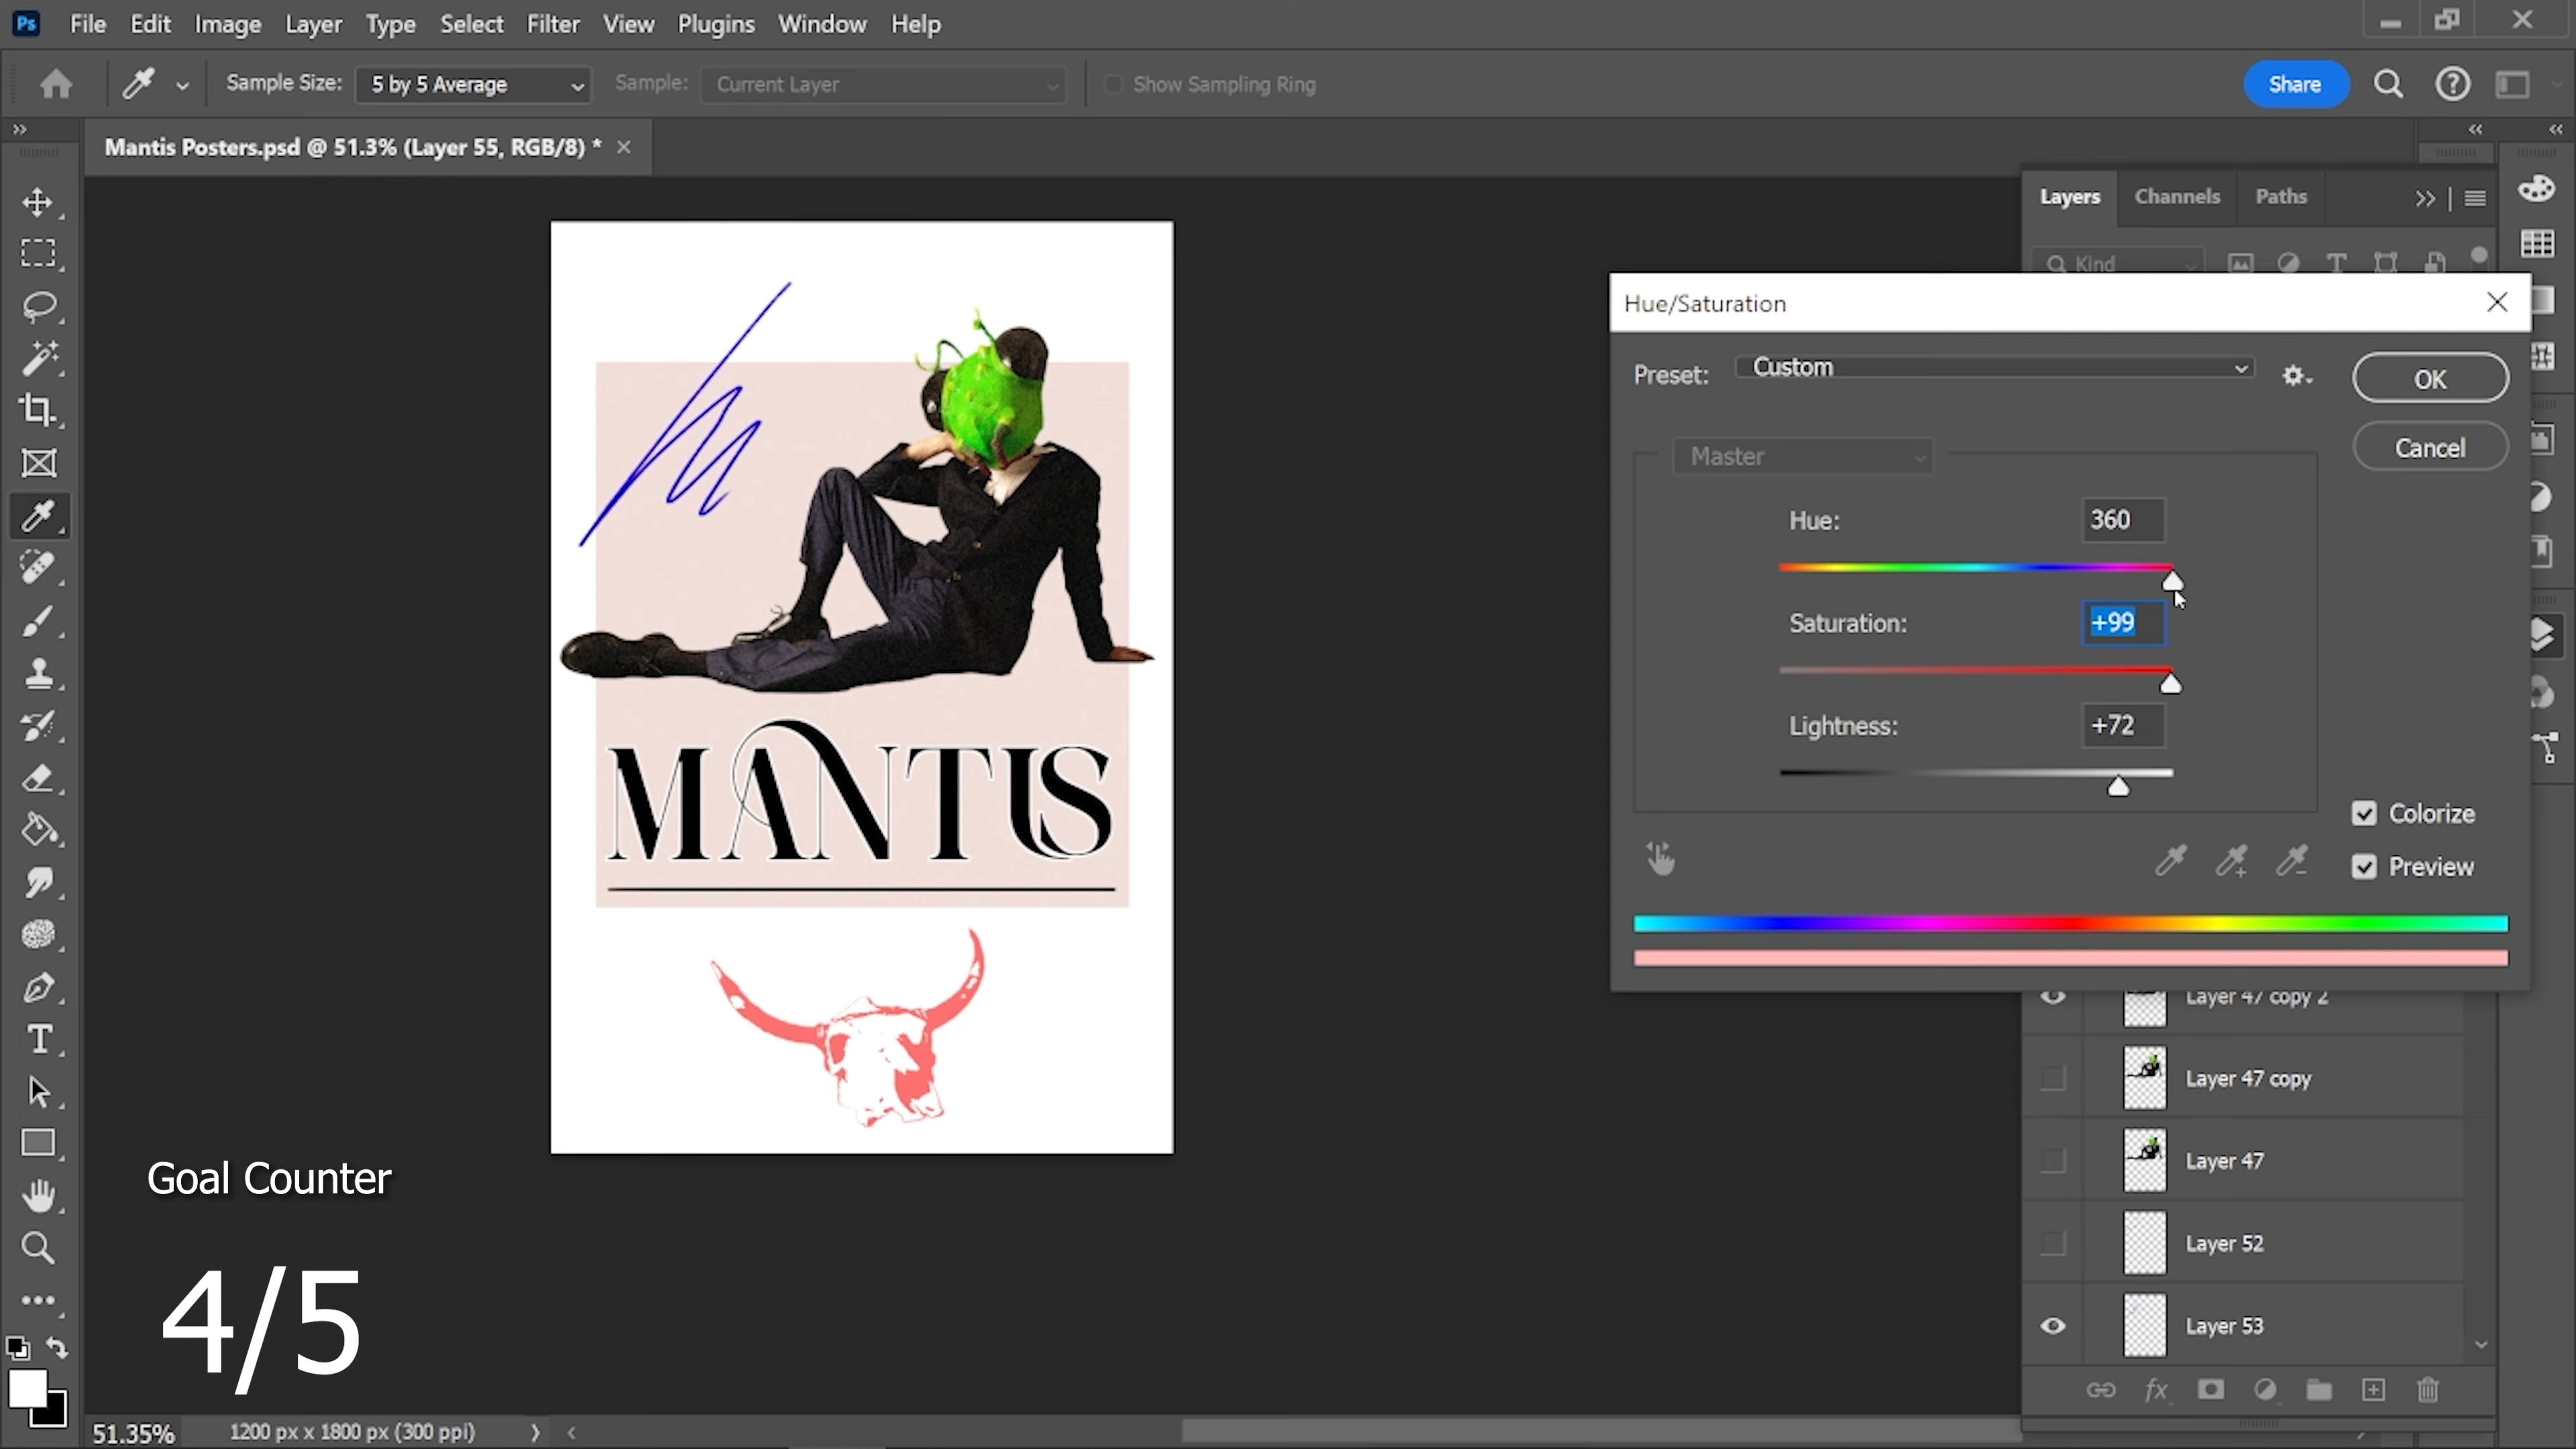 Ps File Edit Image Layer Type Select Filter View Plugins Window Help
Sample Size: 5 by 5 Average Sample: Current Layer Show Sampling Ring Share
Mantis Posters.psd @ 51.3% (Layer 55, RGB/8) *
Layers Channels Paths
Kind
Hue/Saturation
Preset: Custom
OK
Master
Cancel
Hue: 360
Saturation: +99
Lightness: +72
Colorize
Preview
MANTIS
Layer 47 copy 2
Layer 47 copy
Layer 47
Layer 52
Layer 53
Goal Counter
4/5
51.35% 1200 px x 1800 px (300 ppi)